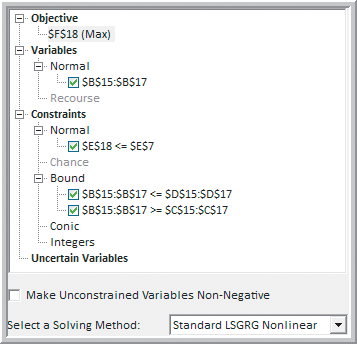 Objective
$F$18 (Max)
Variables
Normal
$B$15:$B$17
Recourse
Constraints
Normal
$E$18 <= $E$7
Chance
Bound
$B$15:$B$17 <= $D$15:$D$17
$B$15:$B$17 >= $C$15:$C$17
Conic
Integers
Uncertain Variables
Make Unconstrained Variables Non-Negative
Select a Solving Method: Standard LSGRG Nonlinear